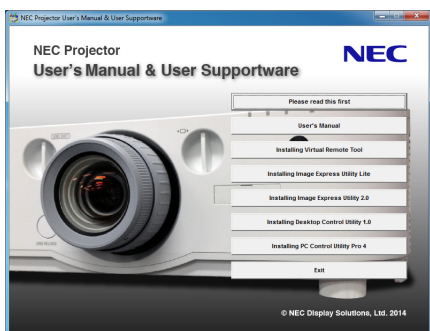 NEC Projector User's Manual & User Supportware
NEC Projector
NEC
User's Manual & User Supportware
Please read this first
User's Manual
Installing Virtual Remote Tool
Installing Image Express Utility Lite
Installing Image Express Utility 2.0
Installing Desktop Control Utility 1.0
Installing PC Control Utility Pro 4
Exit
© NEC Display Solutions, Ltd. 2014